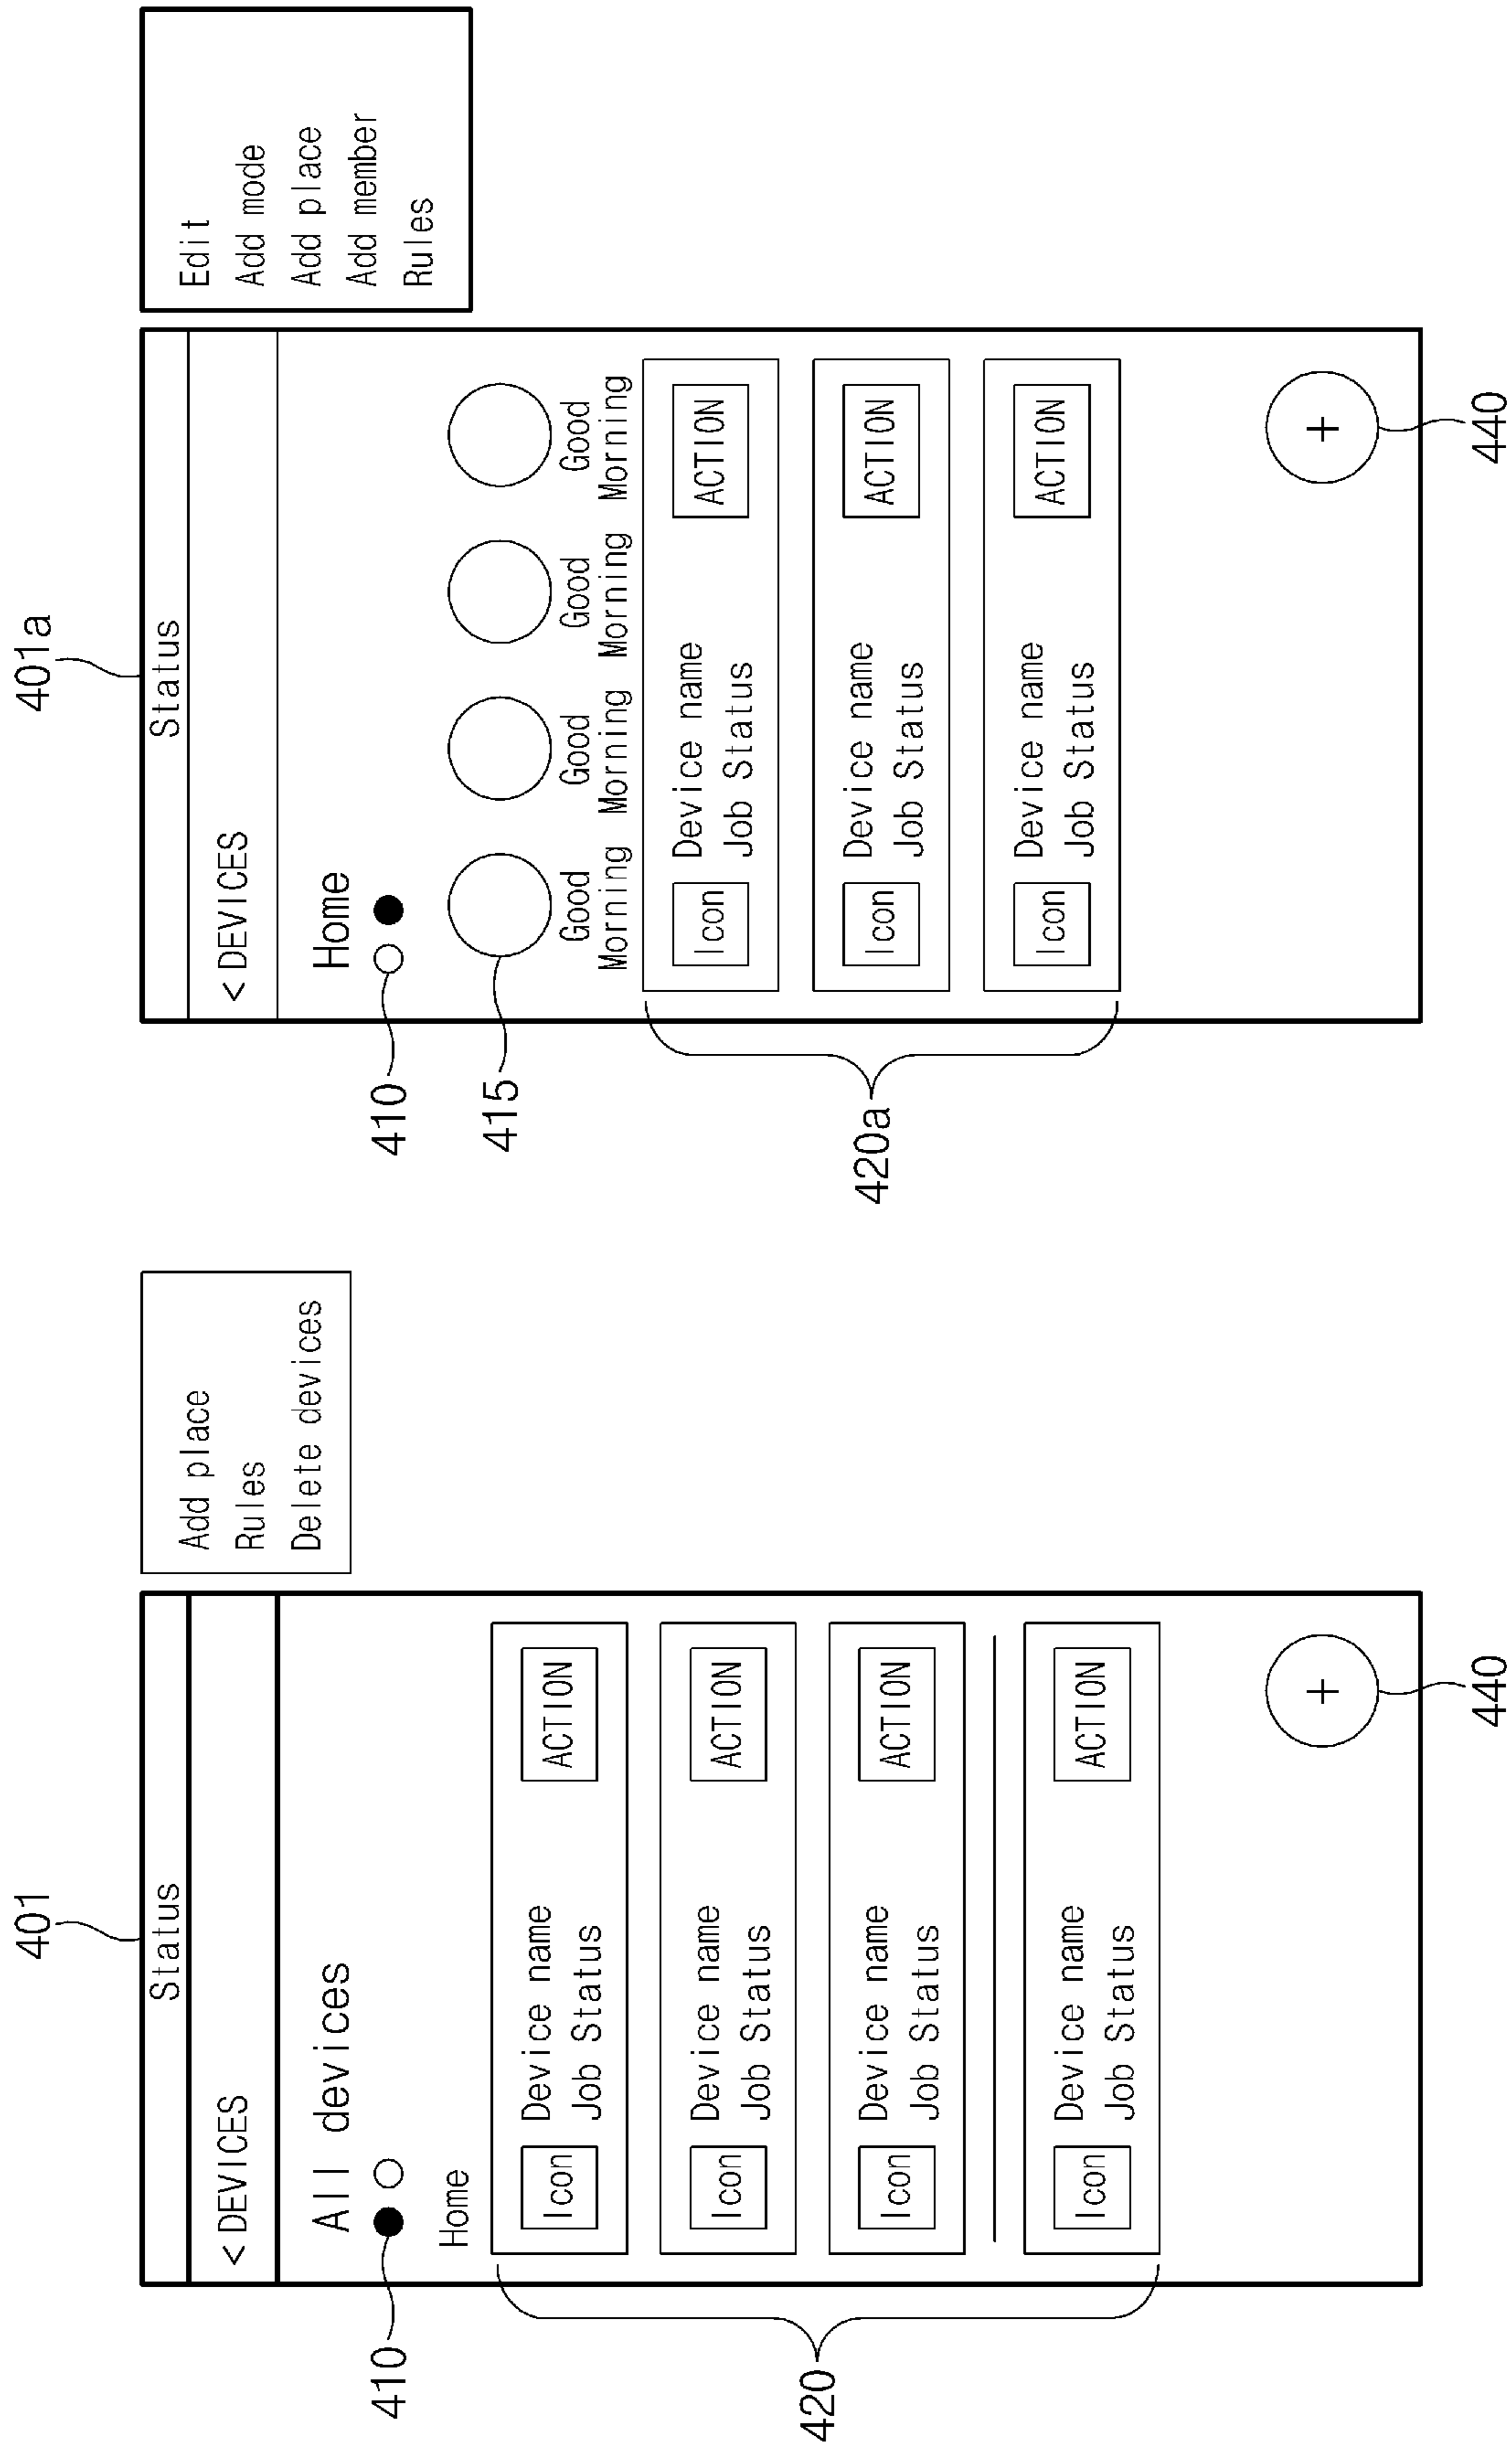 401
Status
< DEVICES
All devices
410
Home
Icon
Device name
Job Status
ACTION
Icon
Device name
Job Status
ACTION
Icon
Device name
Job Status
ACTION
Icon
Device name
Job Status
ACTION
420
+
440
Add place
Rules
Delete devices
401a
Status
< DEVICES
Home
410
415
Good
Morning
Good
Morning
Good
Morning
Good
Morning
Icon
Device name
Job Status
ACTION
Icon
Device name
Job Status
ACTION
Icon
Device name
Job Status
ACTION
420a
+
440
Edit
Add mode
Add place
Add member
Rules